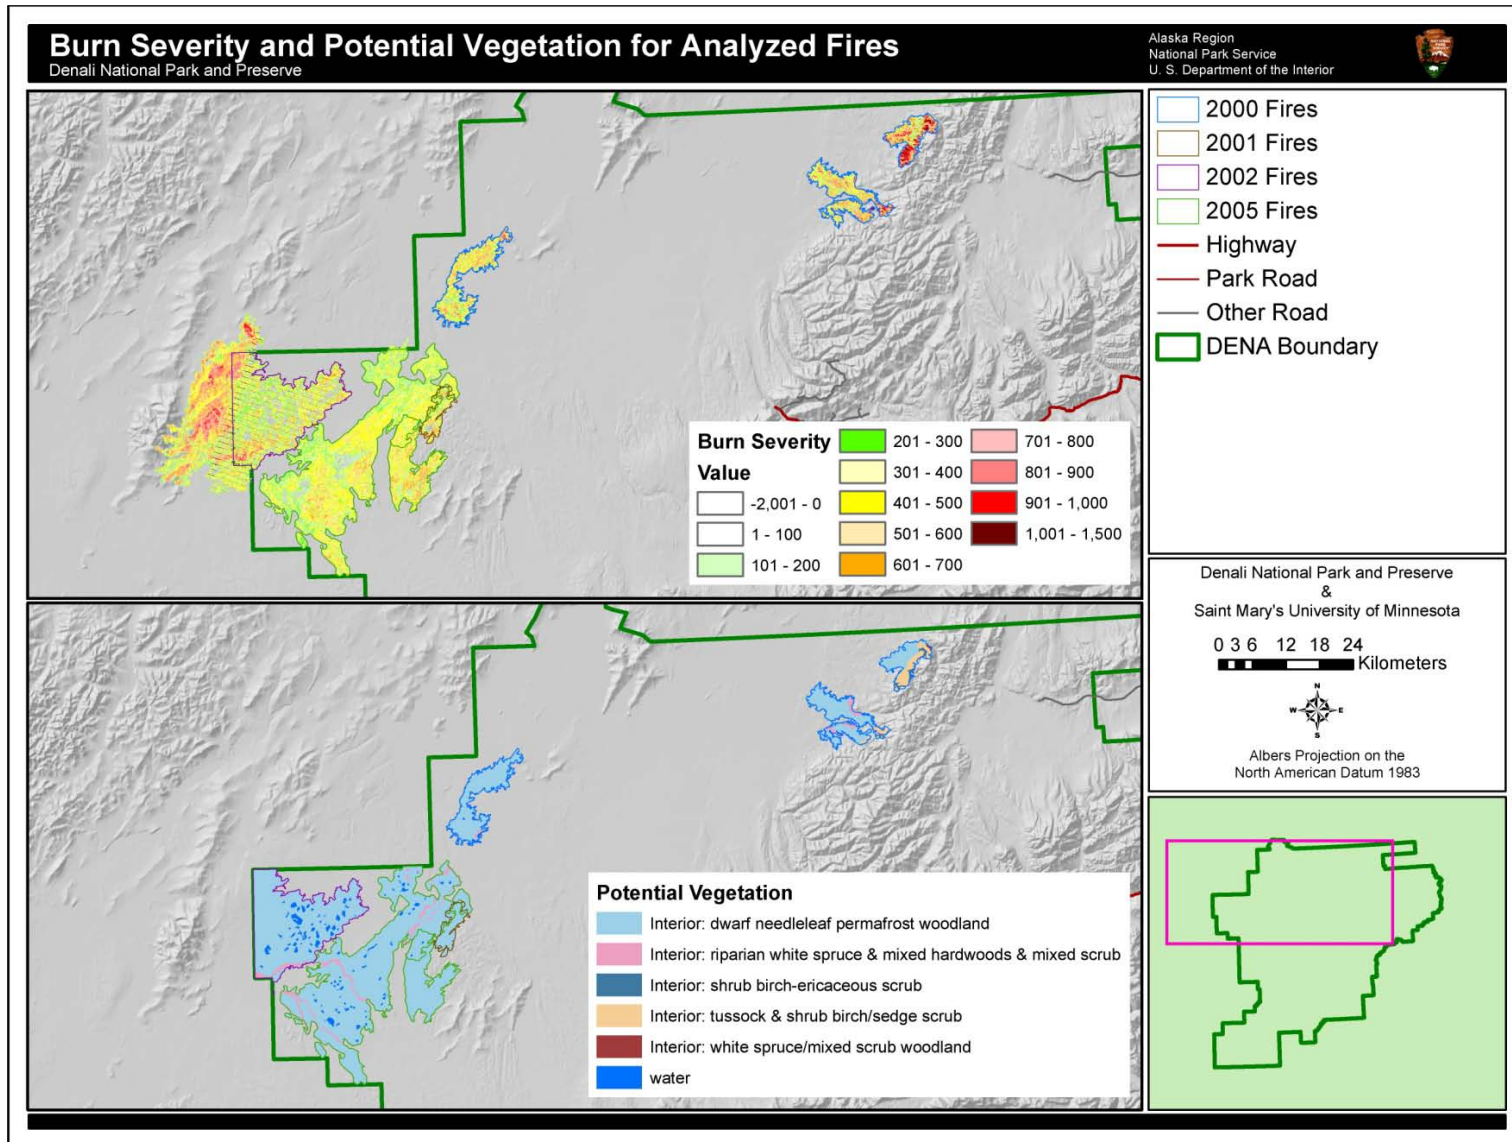 Burn Severity and Potential Vegetation for Analyzed Fires
Denali National Park and Preserve
Alaska Region
National Park Service
U. S. Department of the Interior
2000 Fires
2001 Fires
2002 Fires
2005 Fires
Highway
Park Road
Other Road
DENA Boundary
Burn Severity
Value
-2,001 - 0
1 - 100
101 - 200
201 - 300
301 - 400
401 - 500
501 - 600
601 - 700
701 - 800
801 - 900
901 - 1,000
1,001 - 1,500
Denali National Park and Preserve
&
Saint Mary's University of Minnesota
0 3 6 12 18 24
Kilometers
N
W E
S
Albers Projection on the
North American Datum 1983
Potential Vegetation
Interior: dwarf needleleaf permafrost woodland
Interior: riparian white spruce & mixed hardwoods & mixed scrub
Interior: shrub birch-ericaceous scrub
Interior: tussock & shrub birch/sedge scrub
Interior: white spruce/mixed scrub woodland
water